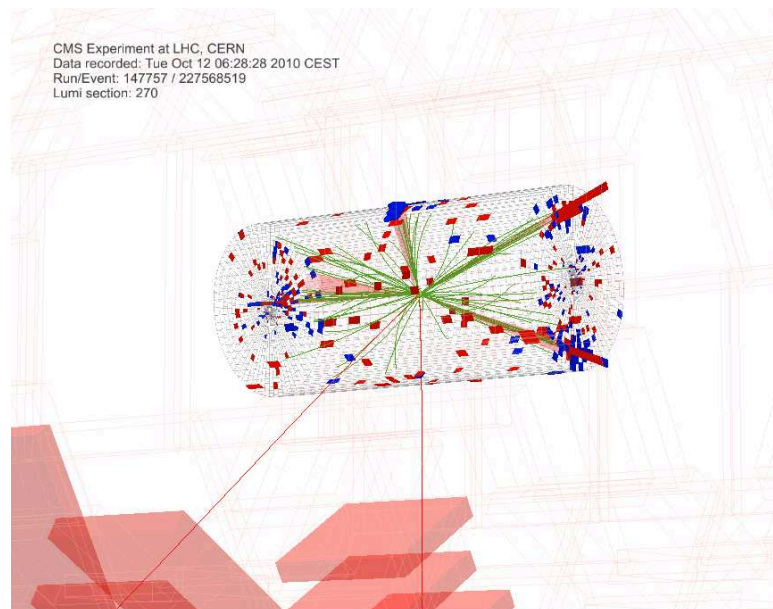 CMS Experiment at LHC, CERN
Data recorded: Tue Oct 12 06:28:28 2010 CEST
Run/Event: 147757 / 227568519
Lumi section: 270